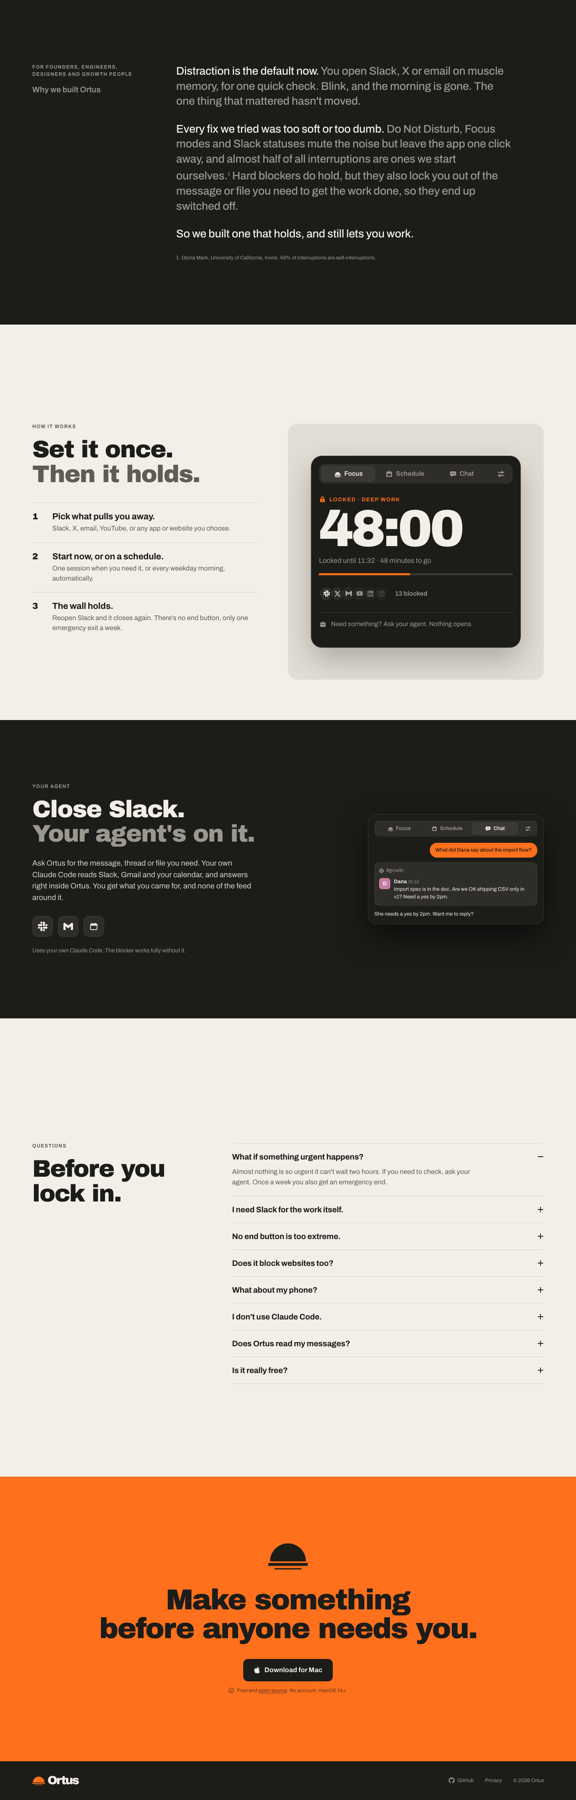 FOR FOUNDERS, ENGINEERS,
DESIGNERS AND GROWTH PEOPLE
Why we built Ortus
Distraction is the default now. You open Slack, X or email on muscle
memory, for one quick check. Blink, and the morning is gone. The
one thing that mattered hasn't moved.
Every fix we tried was too soft or too dumb. Do Not Disturb, Focus
modes and Slack statuses mute the noise but leave the app one click
away, and almost half of all interruptions are ones we start
ourselves.¹ Hard blockers do hold, but they also lock you out of the
message or file you need to get the work done, so they end up
switched off.
So we built one that holds, and still lets you work.
1. Gloria Mark, University of California, Irvine: 44% of interruptions are self-interruptions.
HOW IT WORKS
Set it once.
Then it holds.
1 Pick what pulls you away.
Slack, X, email, YouTube, or any app or website you choose.
2 Start now, or on a schedule.
One session when you need it, or every weekday morning,
automatically.
3 The wall holds.
Reopen Slack and it closes again. There's no end button, only one
emergency exit a week.
Focus Schedule Chat
LOCKED · DEEP WORK
48:00
Locked until 11:32 · 48 minutes to go
13 blocked
Need something? Ask your agent. Nothing opens.
YOUR AGENT
Close Slack.
Your agent's on it.
Ask Ortus for the message, thread or file you need. Your own
Claude Code reads Slack, Gmail and your calendar, and answers
right inside Ortus. You get what you came for, and none of the feed
around it.
Uses your own Claude Code. The blocker works fully without it.
Focus Schedule Chat
What did Dana say about the import flow?
#growth
D Dana 10:12
Import spec is in the doc. Are we OK shipping CSV only in
v1? Need a yes by 2pm.
She needs a yes by 2pm. Want me to reply?
QUESTIONS
Before you
lock in.
What if something urgent happens?
Almost nothing is so urgent it can't wait two hours. If you need to check, ask your
agent. Once a week you also get an emergency end.
I need Slack for the work itself.
No end button is too extreme.
Does it block websites too?
What about my phone?
I don't use Claude Code.
Does Ortus read my messages?
Is it really free?
Make something
before anyone needs you.
Download for Mac
Free and open source. No account. macOS 14+.
Ortus
GitHub Privacy © 2026 Ortus